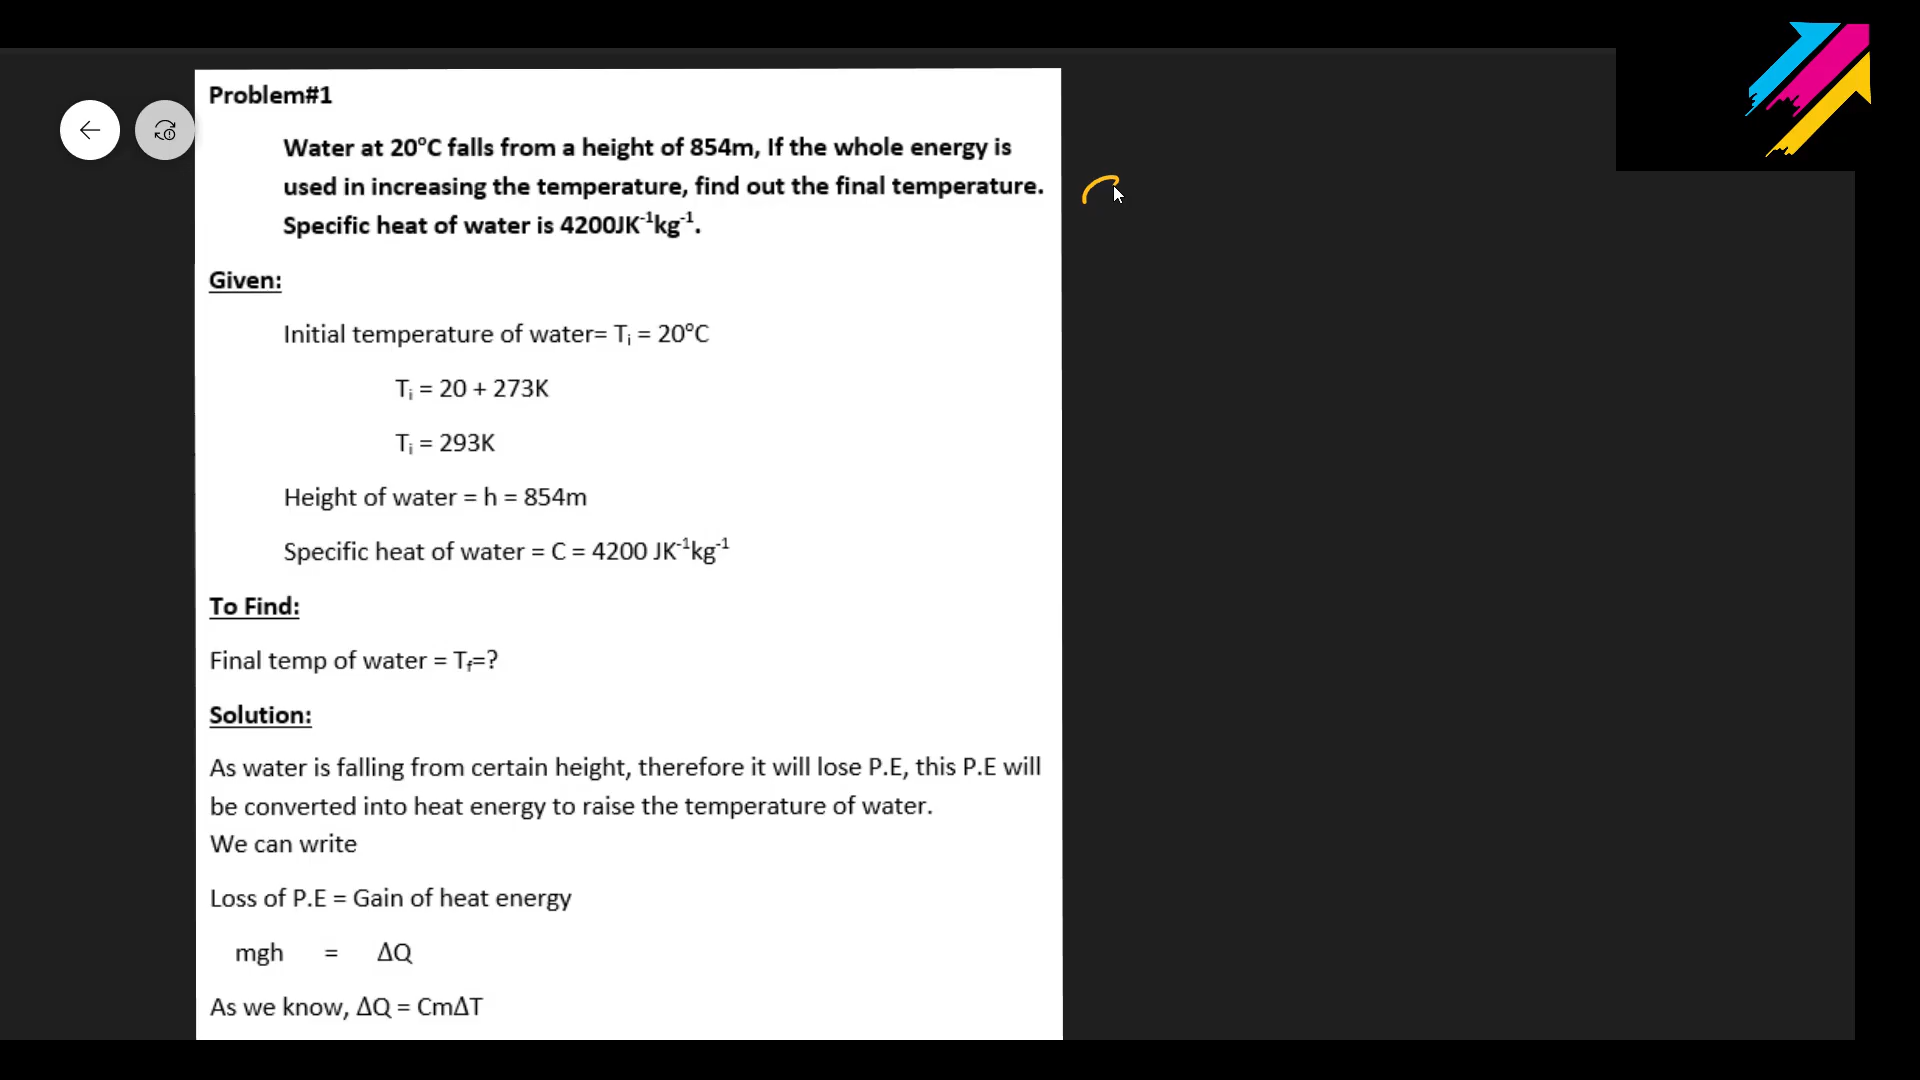 Problem#1
Water at 20°C falls from a height of 854m, If the whole energy is
used in increasing the temperature, find out the final temperature.
Specific heat of water is 4200JK⁻¹kg⁻¹.
Given:
Initial temperature of water= Tᵢ = 20°C
Tᵢ = 20 + 273K
Tᵢ = 293K
Height of water = h = 854m
Specific heat of water = C = 4200 JK⁻¹kg⁻¹
To Find:
Final temp of water = T_f=?
Solution:
As water is falling from certain height, therefore it will lose P.E, this P.E will
be converted into heat energy to raise the temperature of water.
We can write
Loss of P.E = Gain of heat energy
mgh = ΔQ
As we know, ΔQ = CmΔT